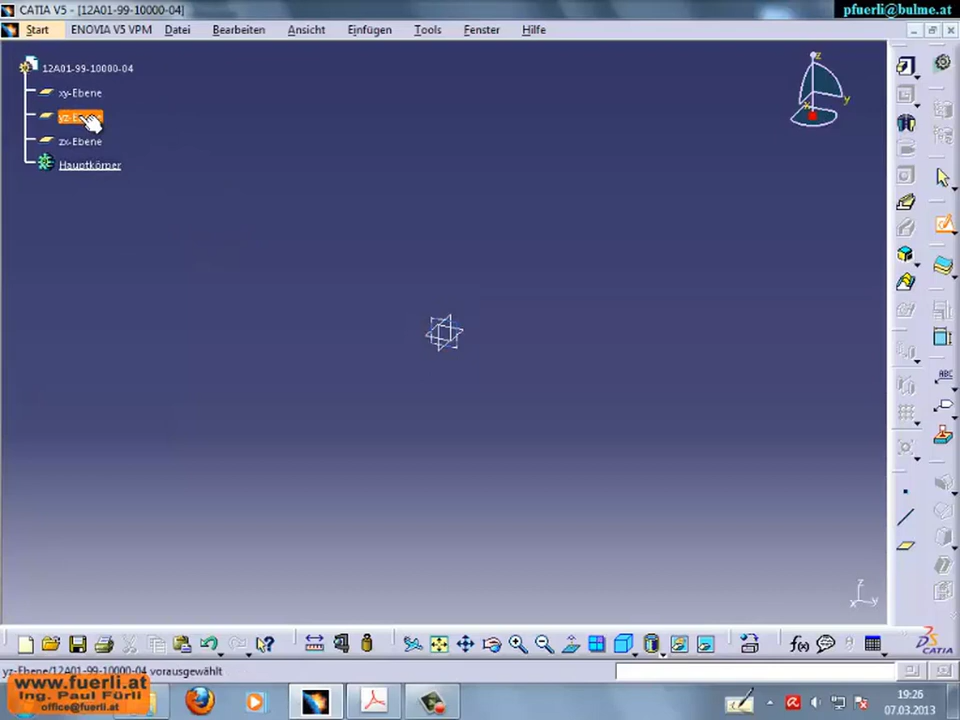 CATIA V5 - [12A01-99-10000-04]
pfuerli@bulme.at
Start ENOVIA V5 VPM Datei Bearbeiten Ansicht Einfügen Tools Fenster Hilfe
12A01-99-10000-04
xy-Ebene
zx-Ebene
Hauptkörper
z
y
x
ABC
z
x y
f(x)
CATIA
yz-Ebene/12A01-99-10000-04 vorausgewählt
www.fuerli.at
Ing. Paul Fürli
office@fuerli.at
19:26
07.03.2013